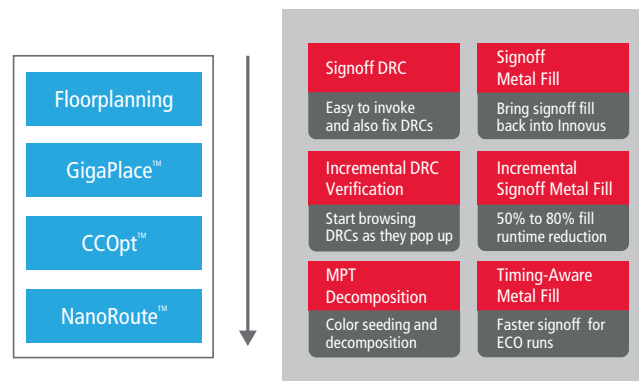 Floorplanning
GigaPlace™
CCOpt™
NanoRoute™
Signoff DRC
Easy to invoke
and also fix DRCs
Signoff
Metal Fill
Bring signoff fill
back into Innovus
Incremental DRC
Verification
Start browsing
DRCs as they pop up
Incremental
Signoff Metal Fill
50% to 80% fill
runtime reduction
MPT
Decomposition
Color seeding and
decomposition
Timing-Aware
Metal Fill
Faster signoff for
ECO runs